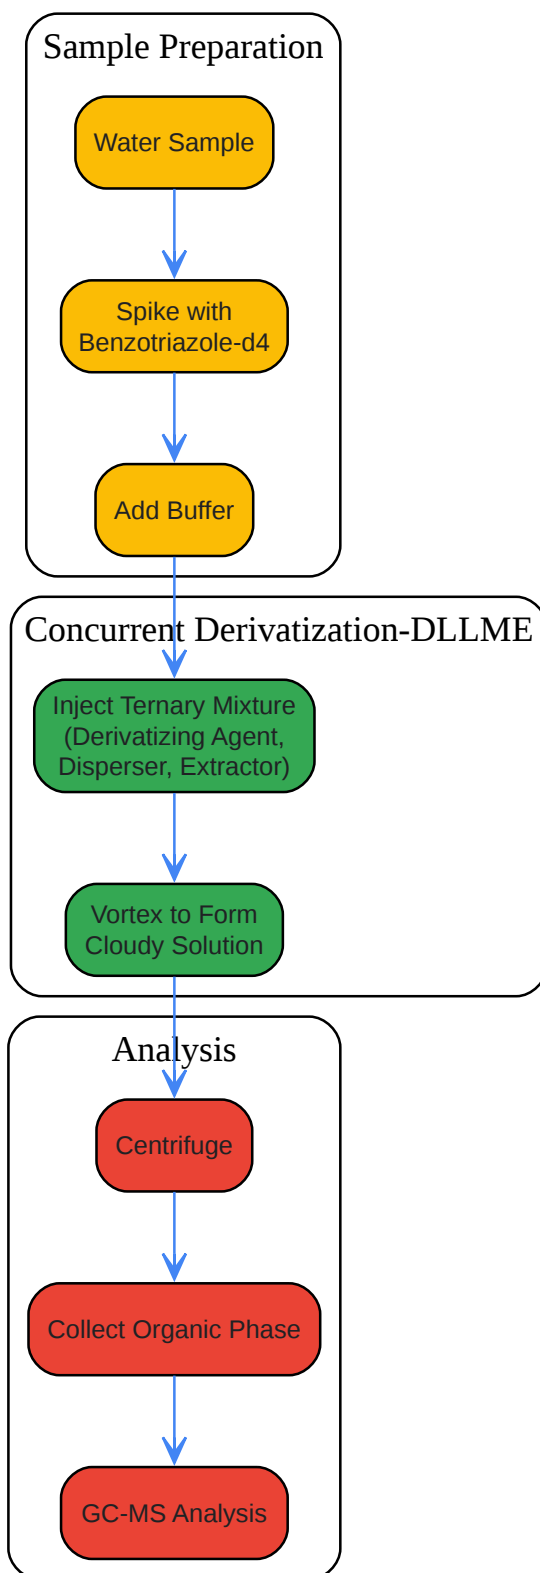 Sample Preparation
Water Sample
Spike with
Benzotriazole-d4
Add Buffer
Concurrent Derivatization-DLLME
Inject Ternary Mixture
(Derivatizing Agent,
Disperser, Extractor)
Vortex to Form
Cloudy Solution
Analysis
Centrifuge
Collect Organic Phase
GC-MS Analysis